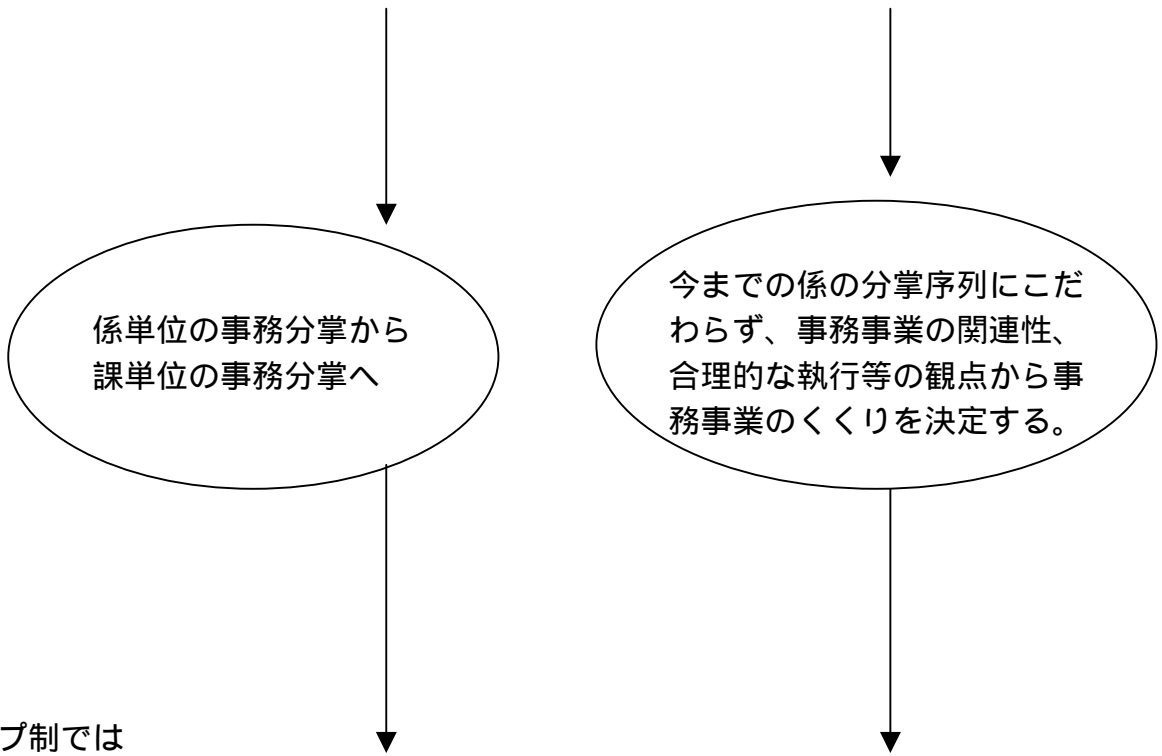 係単位の事務分掌から
課単位の事務分掌へ
今までの係の分掌序列にこだ
わらず、事務事業の関連性、
合理的な執行等の観点から事
務事業のくくりを決定する。
プ制では